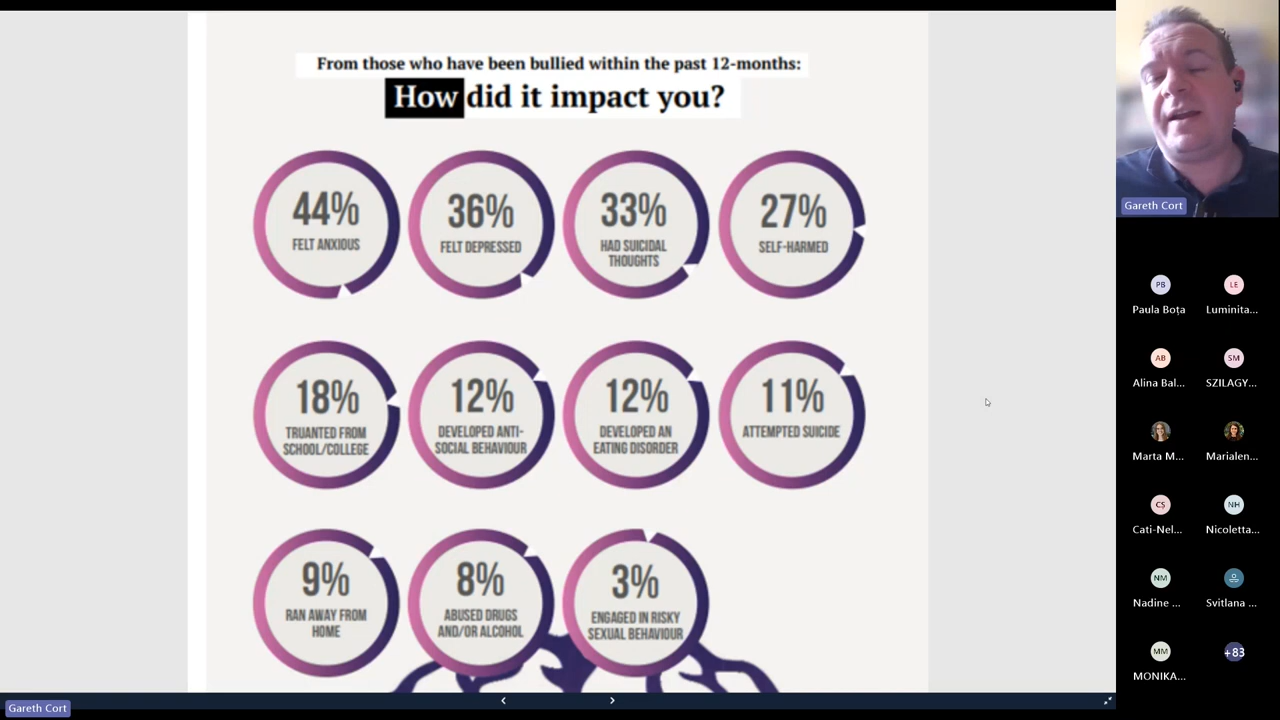 From those who have been bullied within the past 12-months:
How did it impact you?
44%
FELT ANXIOUS
36%
FELT DEPRESSED
33%
HAD SUICIDAL
THOUGHTS
27%
SELF-HARMED
18%
TRUANTED FROM
SCHOOL/COLLEGE
12%
DEVELOPED ANTI-
SOCIAL BEHAVIOUR
12%
DEVELOPED AN
EATING DISORDER
11%
ATTEMPTED SUICIDE
9%
RAN AWAY FROM
HOME
8%
ABUSED DRUGS
AND/OR ALCOHOL
3%
ENGAGED IN RISKY
SEXUAL BEHAVIOUR
Gareth Cort
Gareth Cort
PB
Paula Boța
LE
Luminita...
AB
Alina Bal...
SM
SZILAGY...
Marta M...
Marialen...
CS
Cati-Nel...
NH
Nicoletta...
NM
Nadine ...
Svitlana ...
MM
MONIKA...
+83